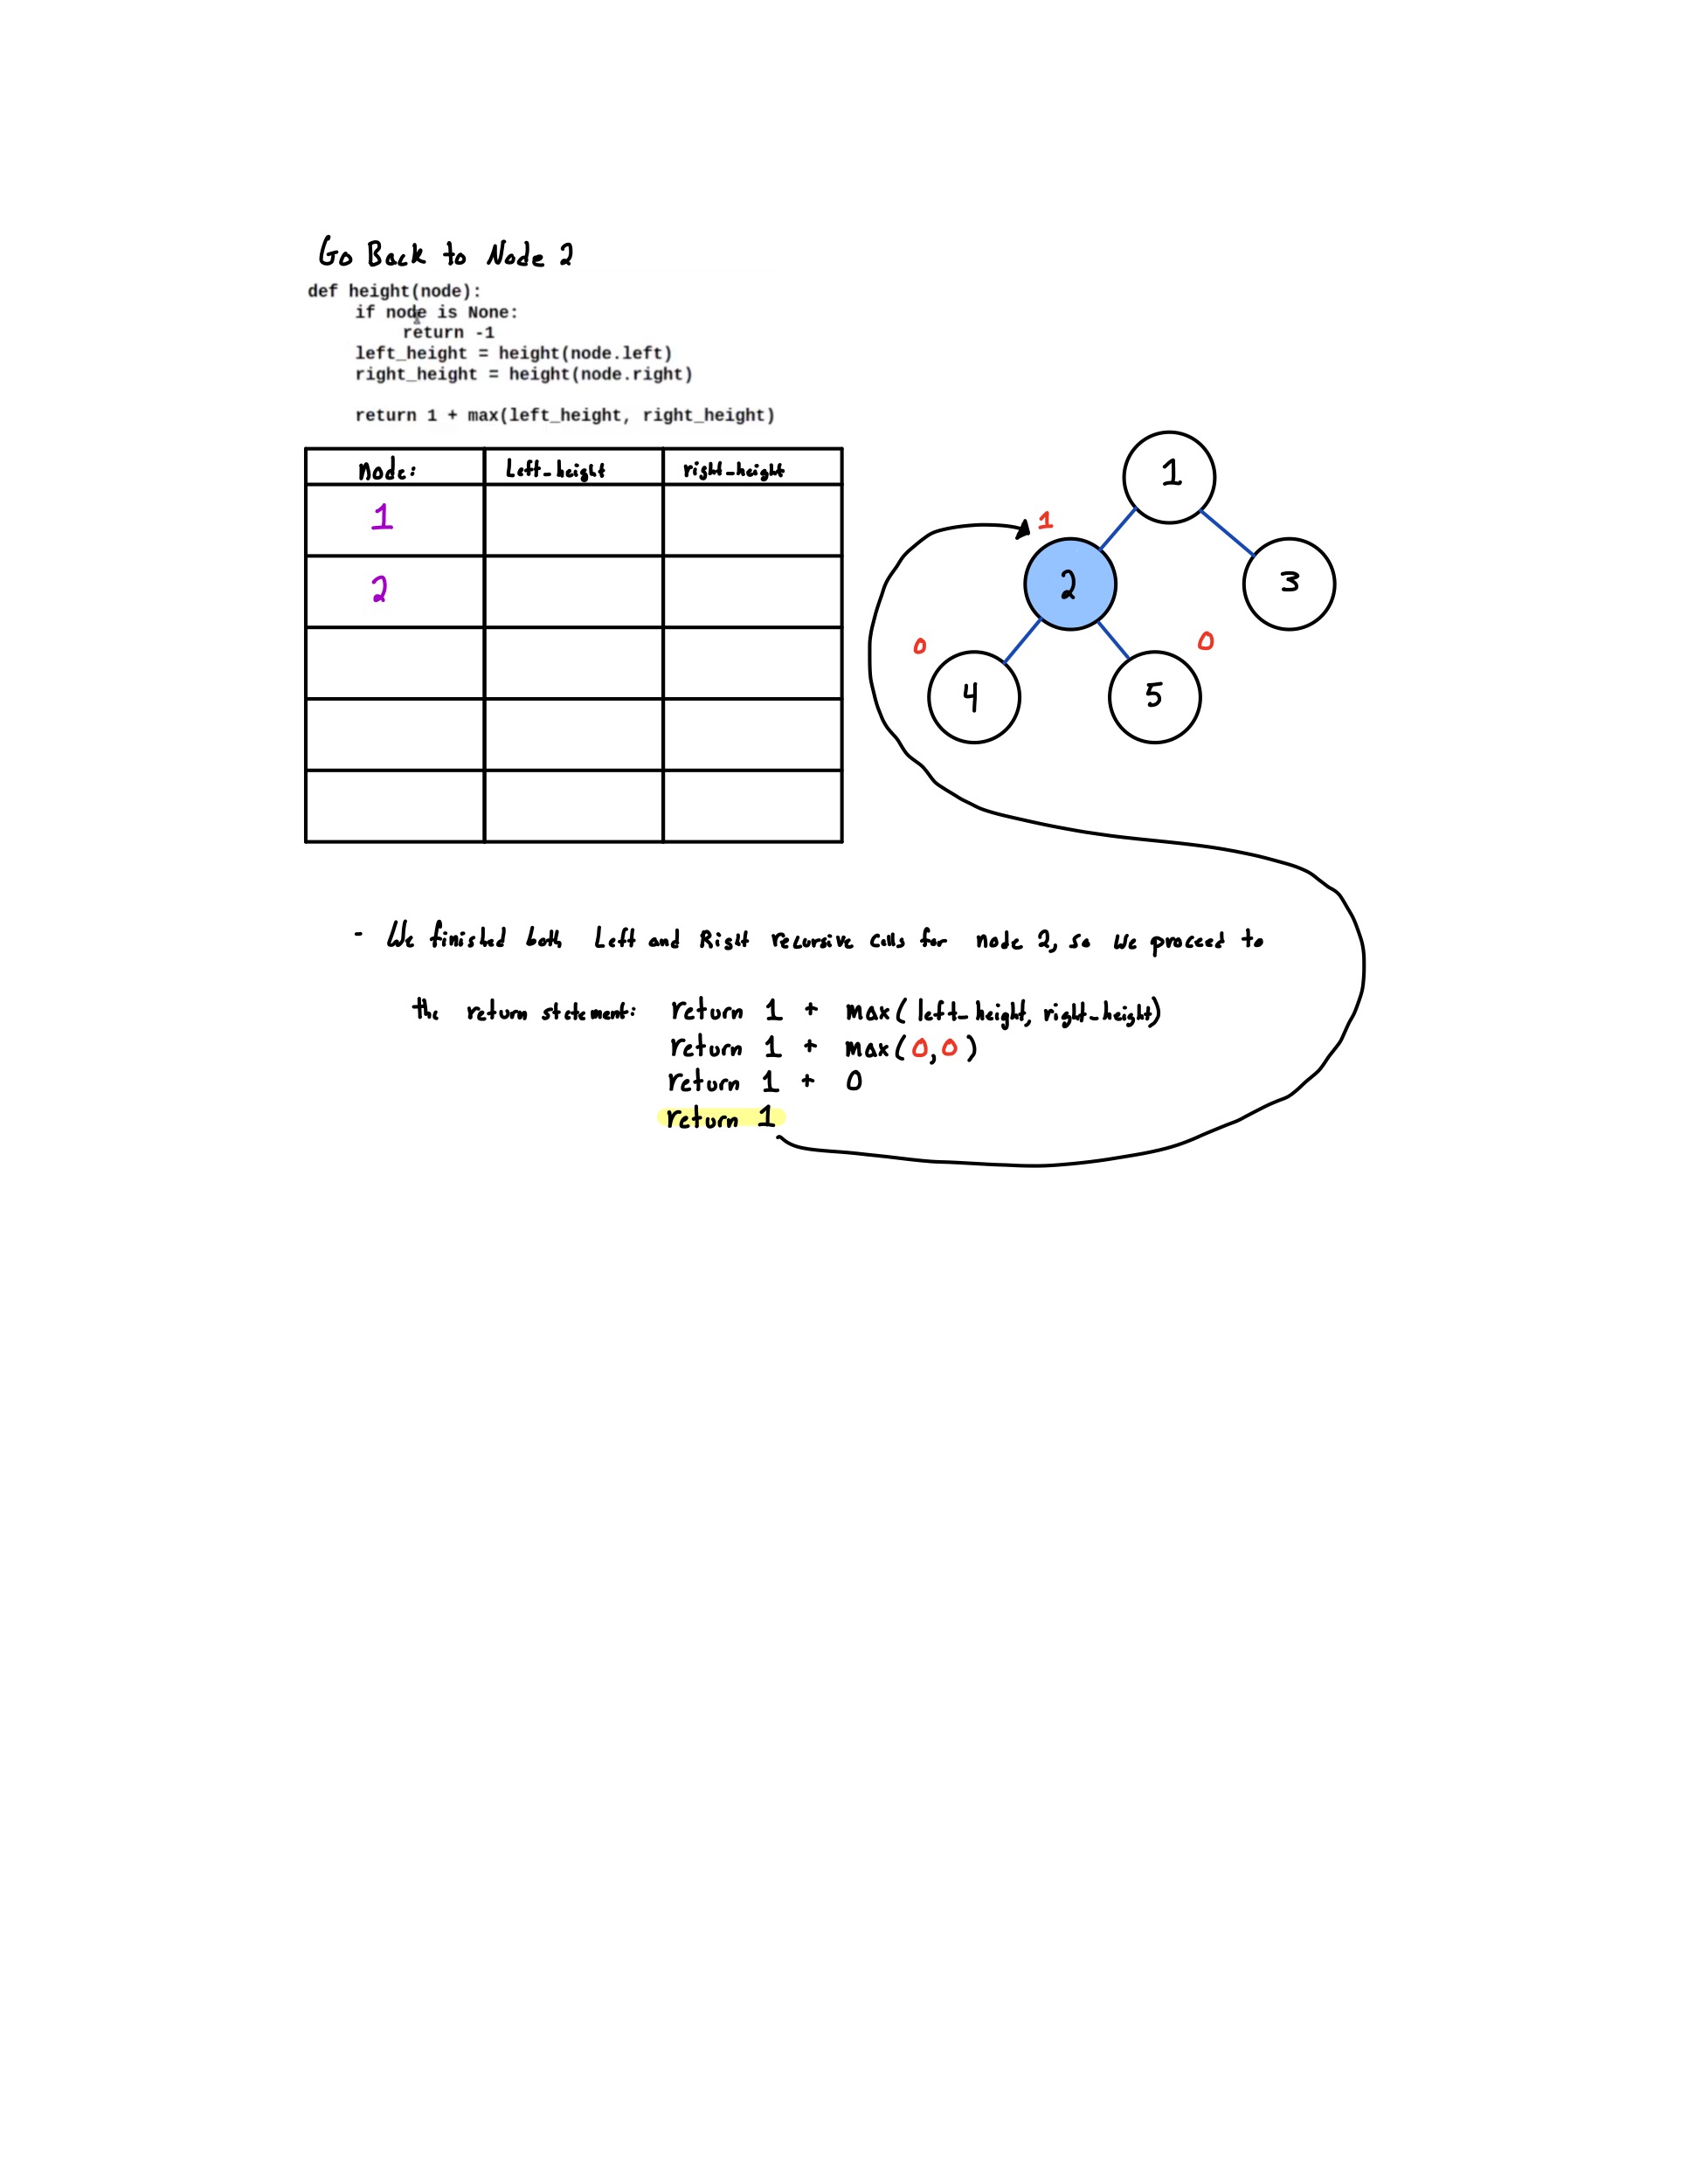 Go Back to Node 2
def height(node):
if node is None:
return -1
left_height = height(node.left)
right_height = height(node.right)
return 1 + max(left_height, right_height)
Node: Left_height right_height
1
2
1
1
2
3
0
0
4
5
- We finished both Left and Right recursive calls for node 2, so we proceed to
the return statement: return 1 + max(left_height, right_height)
return 1 + max(0,0)
return 1 + 0
return 1